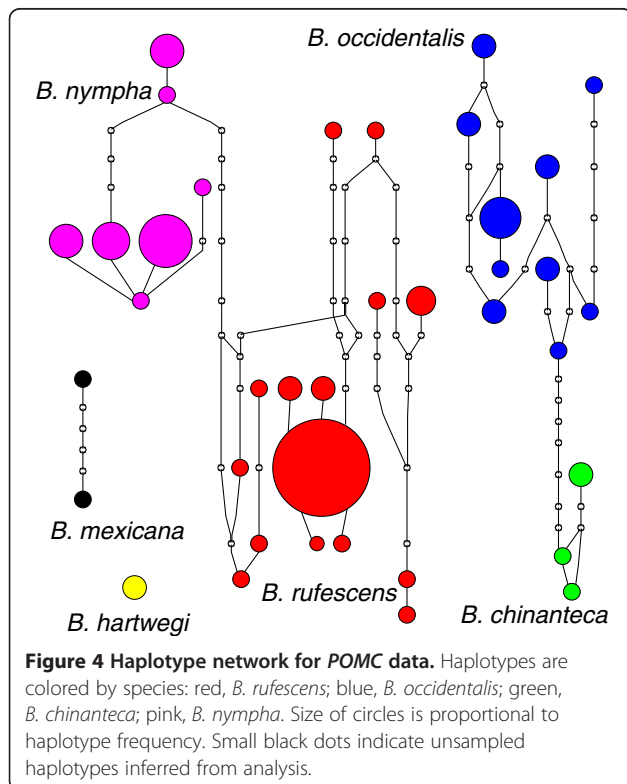 B. occidentalis
B. nympha
B. mexicana
B. hartwegi
B. rufescens
B. chinanteca
Figure 4 Haplotype network for POMC data. Haplotypes are
colored by species: red, B. rufescens; blue, B. occidentalis; green,
B. chinanteca; pink, B. nympha. Size of circles is proportional to
haplotype frequency. Small black dots indicate unsampled
haplotypes inferred from analysis.